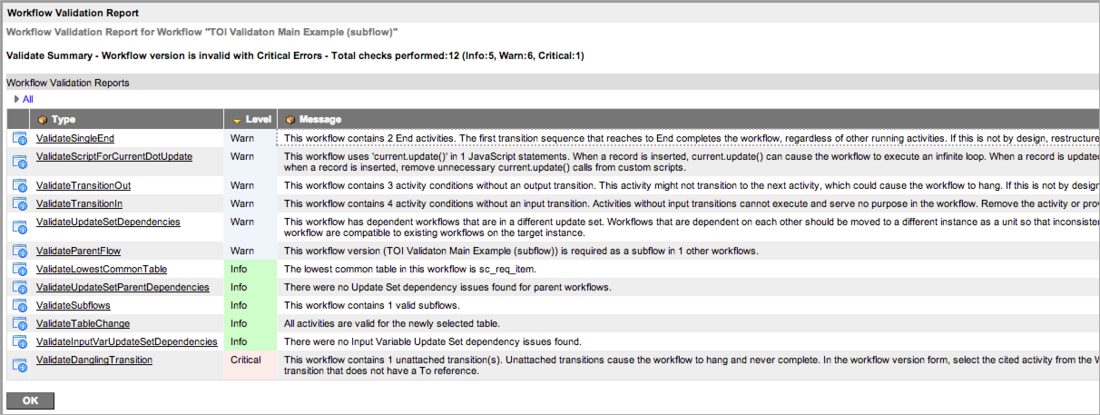 Workflow Validation Report
Workflow Validation Report for Workflow "TOI Validaton Main Example (subflow)"
Validate Summary - Workflow version is invalid with Critical Errors - Total checks performed:12 (Info:5, Warn:6, Critical:1)
Workflow Validation Reports
All
Type Level Message
ValidateSingleEnd Warn This workflow contains 2 End activities. The first transition sequence that reaches to End completes the workflow, regardless of other running activities. If this is not by design, restructure
ValidateScriptForCurrentDotUpdate Warn This workflow uses 'current.update()' in 1 JavaScript statements. When a record is inserted, current.update() can cause the workflow to execute an infinite loop. When a record is update
when a record is inserted, remove unnecessary current.update() calls from custom scripts.
ValidateTransitionOut Warn This workflow contains 3 activity conditions without an output transition. This activity might not transition to the next activity, which could cause the workflow to hang. If this is not by desig
ValidateTransitionIn Warn This workflow contains 4 activity conditions without an input transition. Activities without input transitions cannot execute and serve no purpose in the workflow. Remove the activity or prov
ValidateUpdateSetDependencies Warn This workflow has dependent workflows that are in a different update set. Workflows that are dependent on each other should be moved to a different instance as a unit so that inconsiste
workflow are compatible to existing workflows on the target instance.
ValidateParentFlow Warn This workflow version (TOI Validaton Main Example (subflow)) is required as a subflow in 1 other workflows.
ValidateLowestCommonTable Info The lowest common table in this workflow is sc_req_item.
ValidateUpdateSetParentDependencies Info There were no Update Set dependency issues found for parent workflows.
ValidateSubflows Info This workflow contains 1 valid subflows.
ValidateTableChange Info All activities are valid for the newly selected table.
ValidateInputVarUpdateSetDependencies Info There were no Input Variable Update Set dependency issues found.
ValidateDanglingTransition Critical This workflow contains 1 unattached transition(s). Unattached transitions cause the workflow to hang and never complete. In the workflow version form, select the cited activity from the W
transition that does not have a To reference.
OK